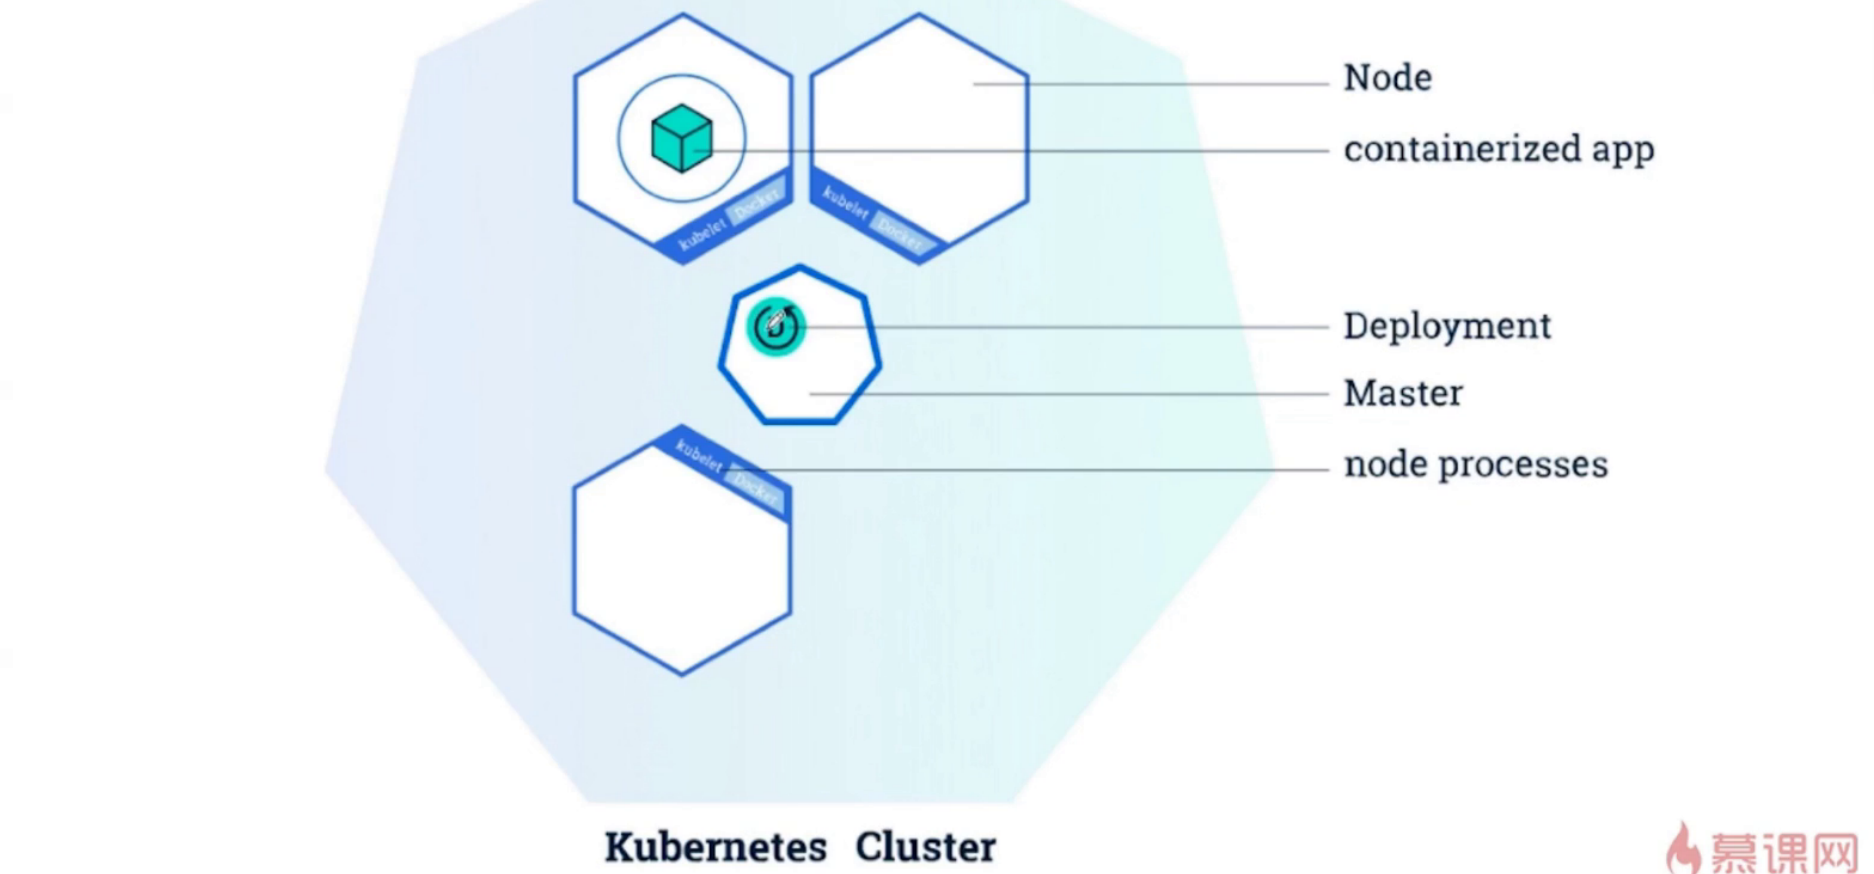 Node
containerized app
kubelet Docker
kubelet Docker
Deployment
Master
kubelet Docker
node processes
Kubernetes Cluster
慕课网